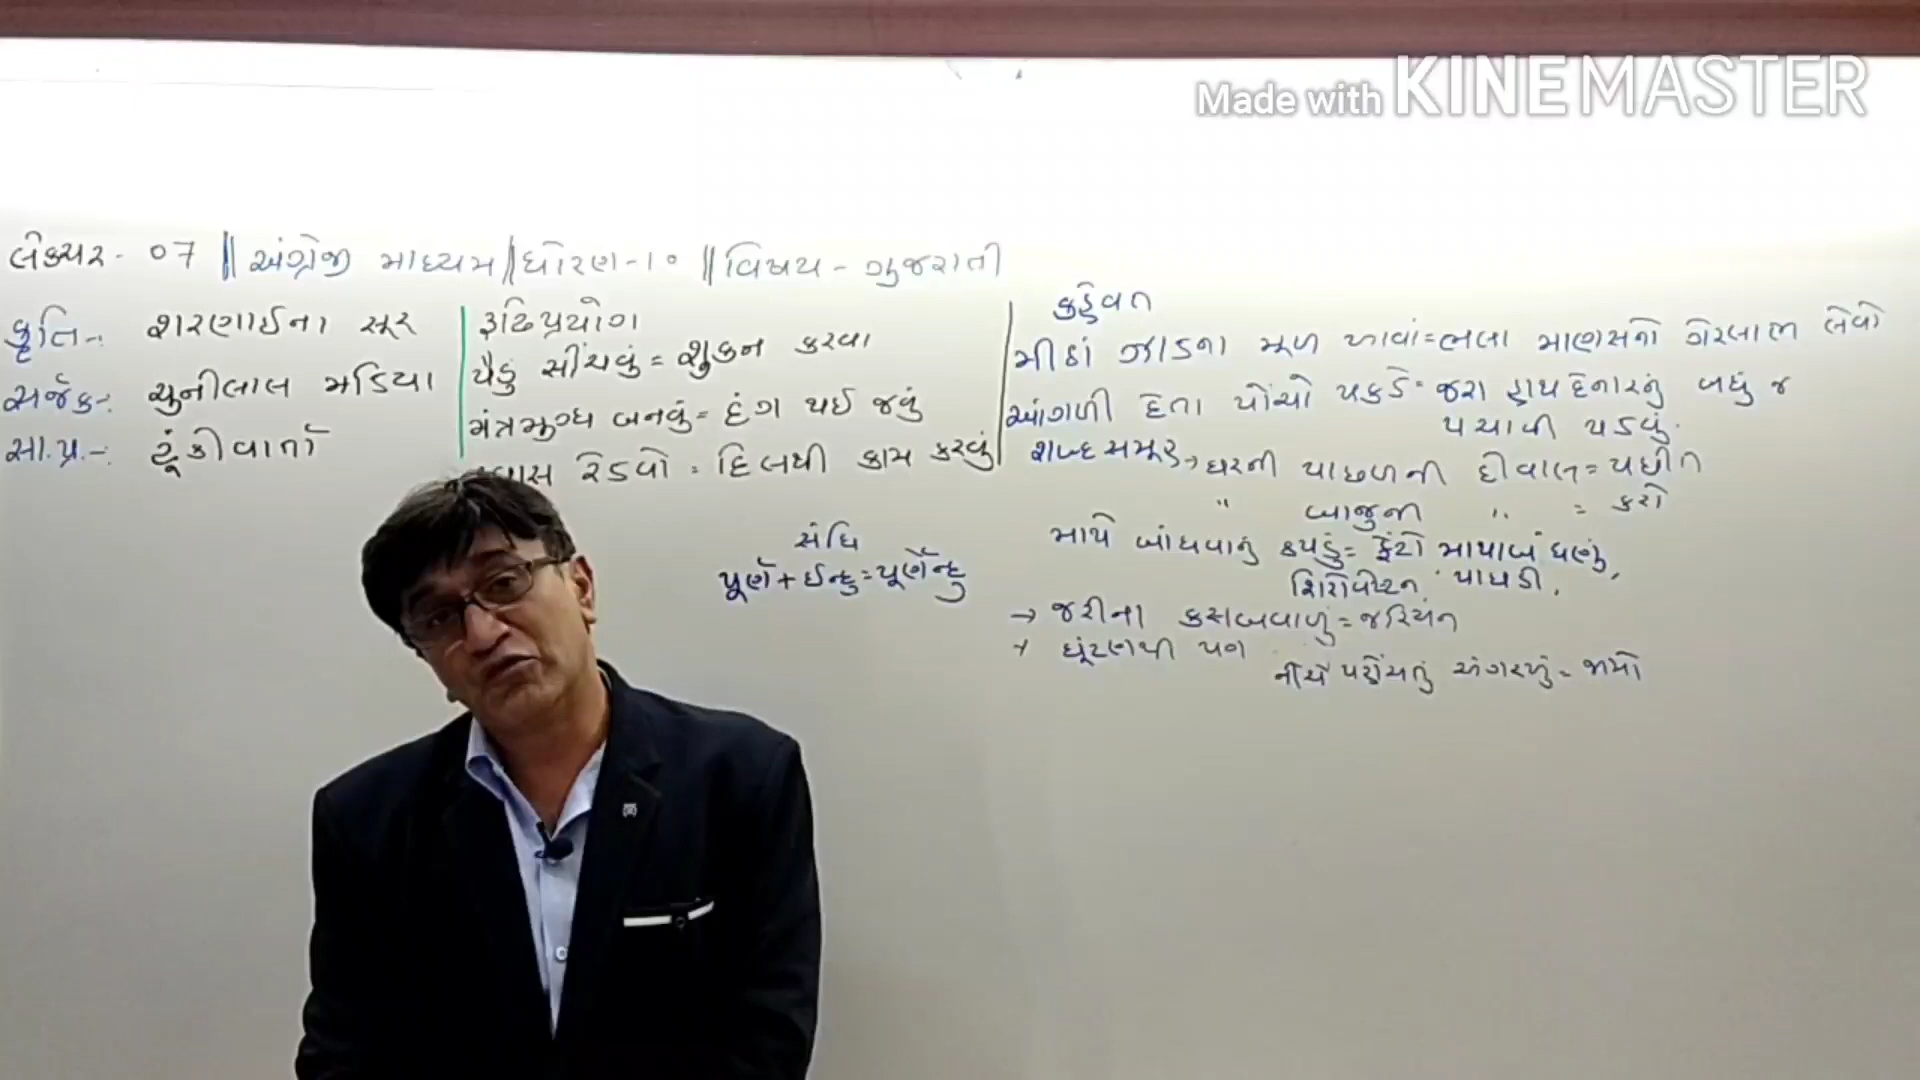 Made with KINEMASTER
લેક્ચર - 07 || અંગ્રેજી માધ્યમ || ધોરણ-૧૦ || વિષય - ગુજરાતી
કૃતિ-: શરણાઈના સૂર
સર્જક-: ચુનીલાલ મડિયા
સા.પ્ર.-: ટૂંકીવાર્તા
રૂઢિપ્રયોગ
પૈડું સીંચવું = શુકન કરવા
મંત્રમુગ્ધ બનવું = દંગ થઈ જવું
રેડવો = દિલથી કામ કરવું
સંધિ
પૂર્ણ + ઈન્દુ = પૂર્ણેન્દુ
કહેવત
મીઠાં ઝાડના મૂળ ખાવાં = ભલા માણસનો ગેરલાભ લેવો
આંગળી દેતા પોંચો પકડે = જરા હાથ દેનારનું બધું જ
પચાવી પડવું.
શબ્દસમૂહ → ઘરની પાછળની દીવાલ = પછીત
" બાજુની " = કરો
માથે બાંધવાનું કપડું = ફેંટો માથાબંધણું,
શિરોવેષ્ટન, પાઘડી.
→ જરીના કસબવાળું = જરિયન
→ ઘૂંટણથી પણ
નીચે પહોંચતું અંગરખું = જામો